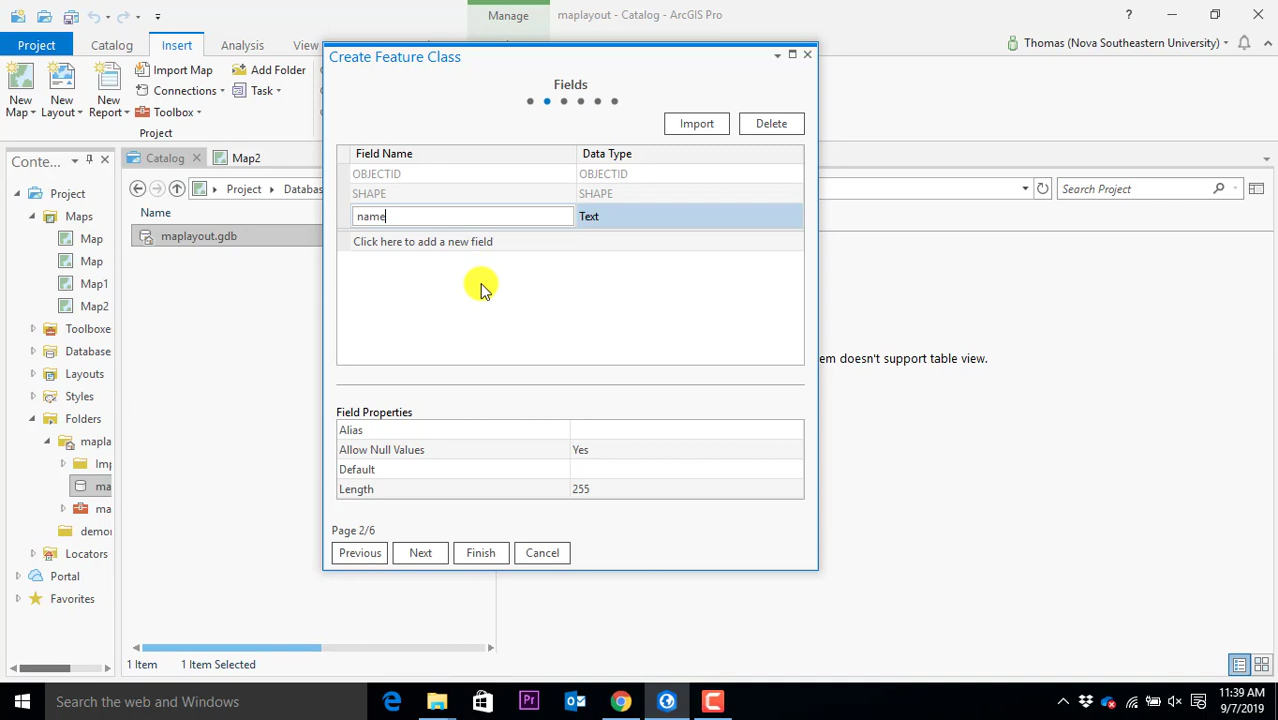 Manage
maplayout - Catalog - ArcGIS Pro
?
Project
Catalog
Insert
Analysis
View
Thomas (Nova Southeastern University)
New Map
New Layout
New Report
Import Map
Connections
Toolbox
Add Folder
Task
Project
Create Feature Class
Fields
Import
Delete
Field Name
Data Type
OBJECTID
OBJECTID
SHAPE
SHAPE
name
Text
Click here to add a new field
Field Properties
Alias
Allow Null Values
Yes
Default
Length
255
Page 2/6
Previous
Next
Finish
Cancel
Conte...
Project
Maps
Map
Map
Map1
Map2
Toolboxe
Database
Layouts
Styles
Folders
mapla
Imp
ma
ma
demor
Locators
Portal
Favorites
Catalog
Map2
Project
Databas
Search Project
Name
maplayout.gdb
em doesn't support table view.
1 Item
1 Item Selected
Search the web and Windows
Pr
11:39 AM
9/7/2019